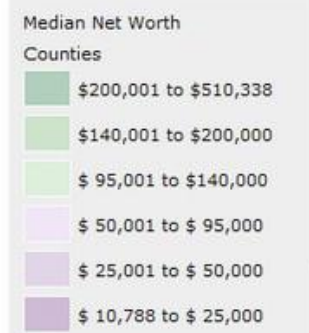 Median Net Worth
Counties
$200,001 to $510,338
$140,001 to $200,000
$ 95,001 to $140,000
$ 50,001 to $ 95,000
$ 25,001 to $ 50,000
$ 10,788 to $ 25,000